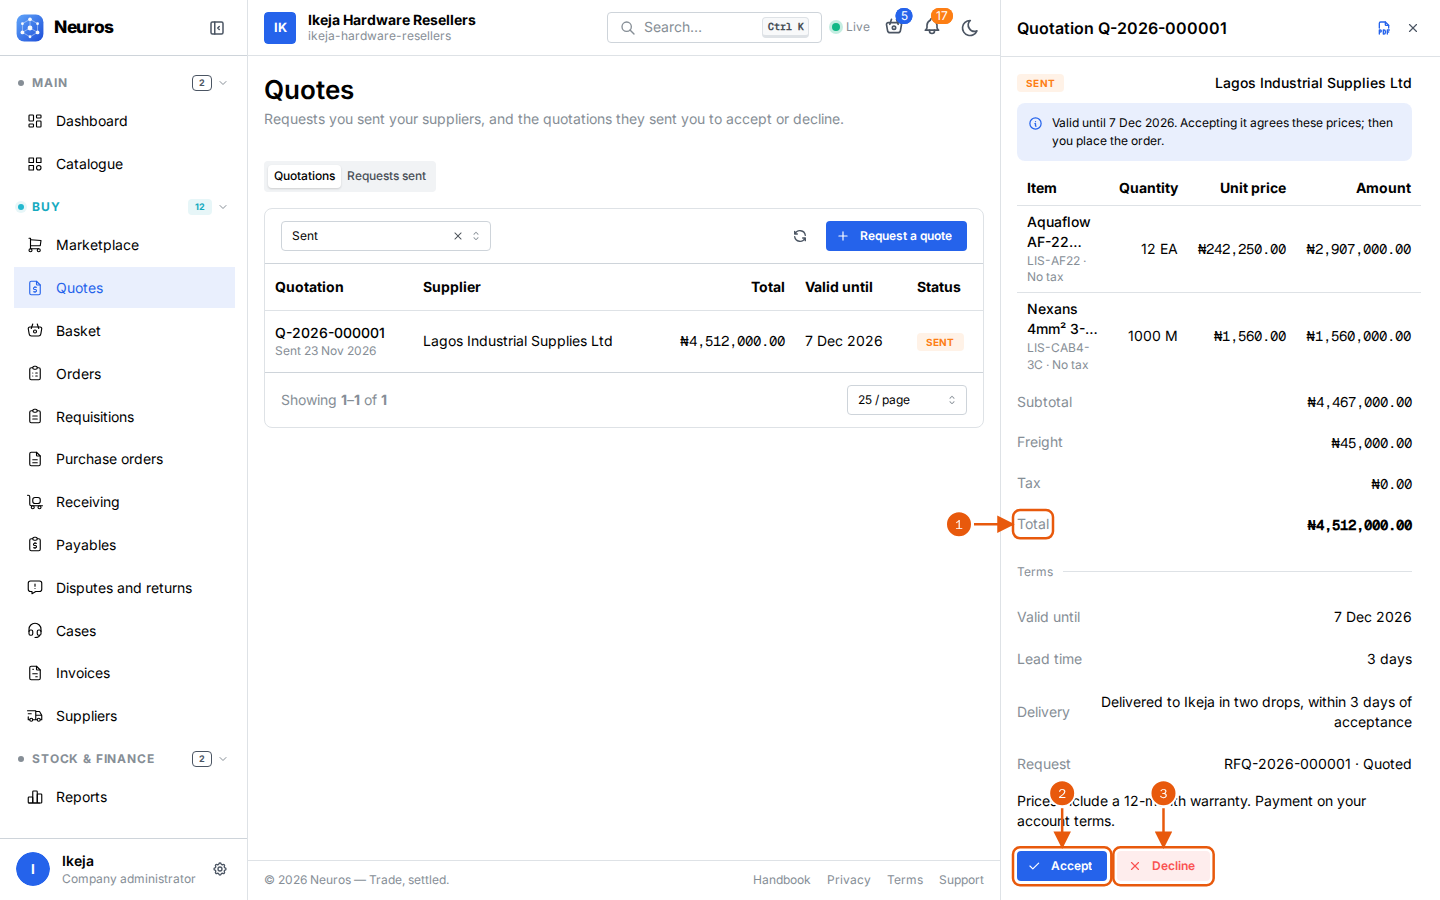 Neuros
MAIN
2
Dashboard
Catalogue
BUY
12
Marketplace
Quotes
Basket
Orders
Requisitions
Purchase orders
Receiving
Payables
Disputes and returns
Cases
Invoices
Suppliers
STOCK & FINANCE
2
Reports
I
Ikeja
Company administrator
IK
Ikeja Hardware Resellers
ikeja-hardware-resellers
Search...
Ctrl K
Live
5
17
Quotes
Requests you sent your suppliers, and the quotations they sent you to accept or decline.
Quotations
Requests sent
Sent
Request a quote
Quotation Supplier Total Valid until Status
Q-2026-000001 Lagos Industrial Supplies Ltd ₦4,512,000.00 7 Dec 2026 SENT
Sent 23 Nov 2026
Showing 1–1 of 1
25 / page
© 2026 Neuros — Trade, settled.
Handbook Privacy Terms Support
Quotation Q-2026-000001
PDF
SENT
Lagos Industrial Supplies Ltd
Valid until 7 Dec 2026. Accepting it agrees these prices; then
you place the order.
Item Quantity Unit price Amount
Aquaflow
AF-22...
LIS-AF22 ·
No tax
12 EA ₦242,250.00 ₦2,907,000.00
Nexans
4mm² 3-...
LIS-CAB4-
3C · No tax
1000 M ₦1,560.00 ₦1,560,000.00
Subtotal ₦4,467,000.00
Freight ₦45,000.00
Tax ₦0.00
1
Total ₦4,512,000.00
Terms
Valid until 7 Dec 2026
Lead time 3 days
Delivery Delivered to Ikeja in two drops, within 3 days of
acceptance
Request RFQ-2026-000001 · Quoted
2
3
include a 12- warranty. Payment on your
account terms.
Accept
Decline